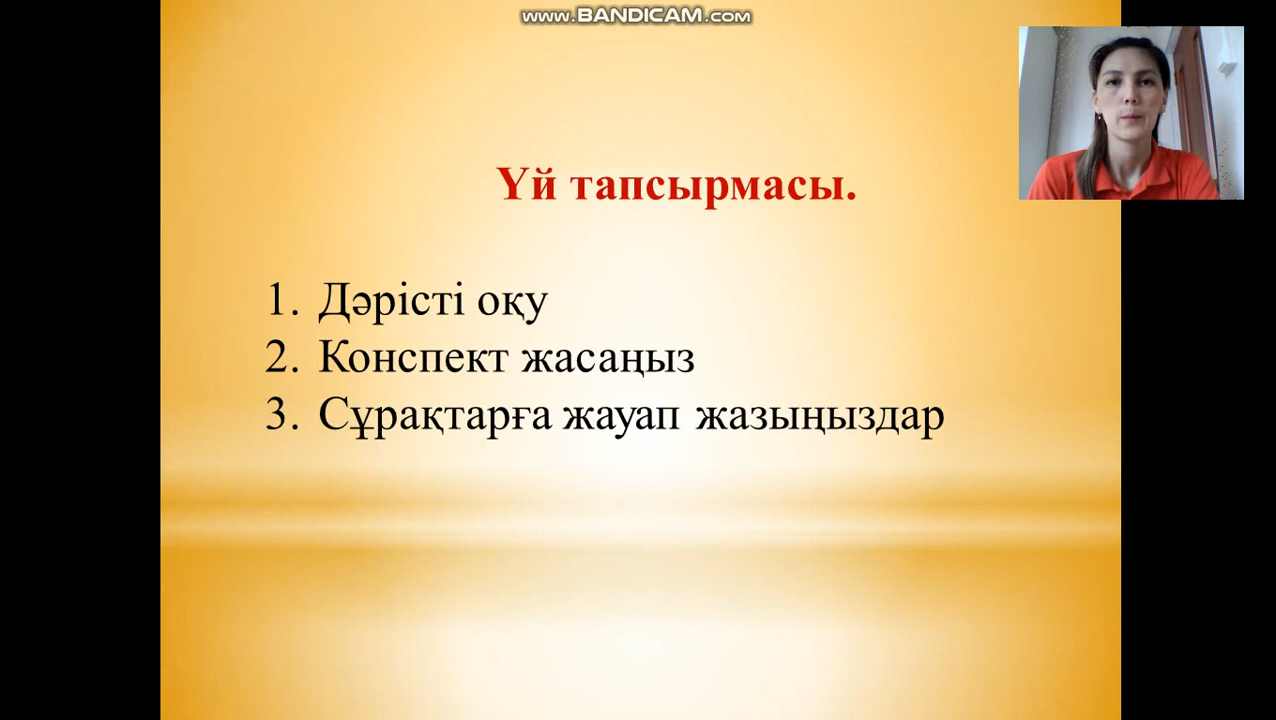 www.BANDICAM.com
Үй тапсырмасы.
1. Дәрісті оқу
2. Конспект жасаңыз
3. Сұрақтарға жауап жазыңыздар